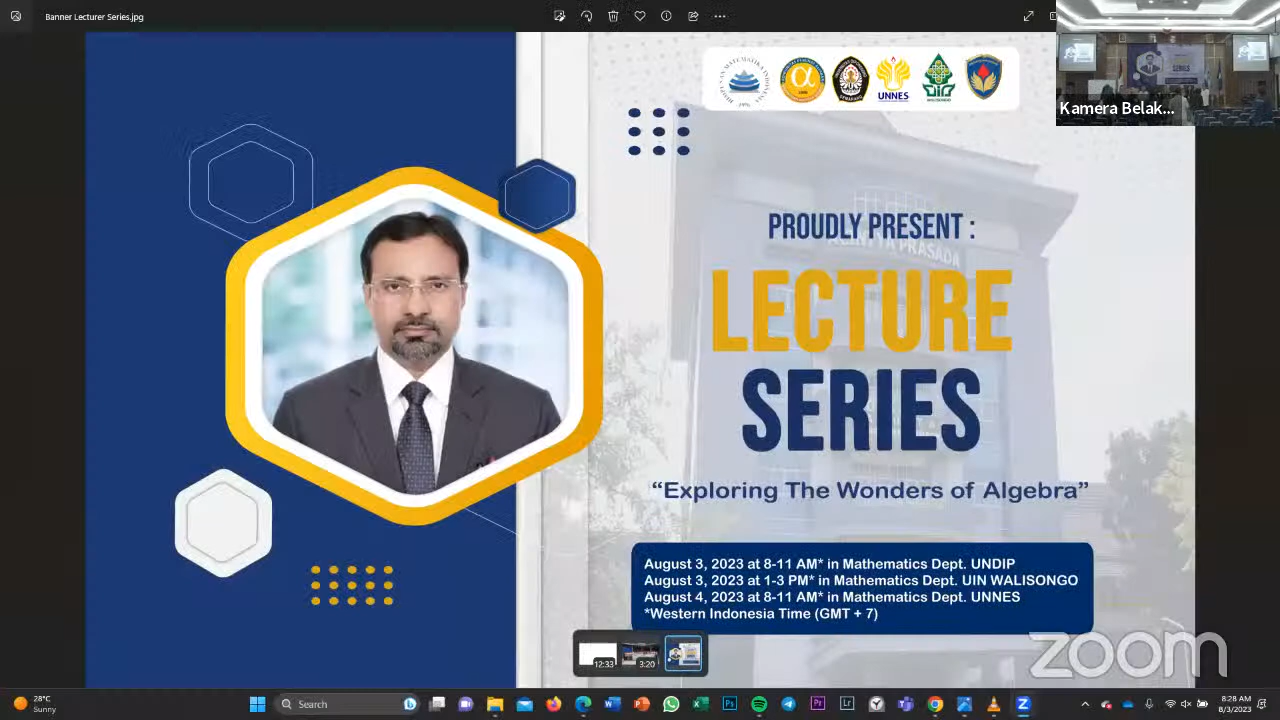 Banner Lecturer Series.jpg
Kamera Belak...
UNNES
PROUDLY PRESENT :
LECTURE
SERIES
“Exploring The Wonders of Algebra”
August 3, 2023 at 8-11 AM* in Mathematics Dept. UNDIP
August 3, 2023 at 1-3 PM* in Mathematics Dept. UIN WALISONGO
August 4, 2023 at 8-11 AM* in Mathematics Dept. UNNES
*Western Indonesia Time (GMT + 7)
12:33
3:20
zoom
28°C
Sunny
Search
8:28 AM
8/3/2023